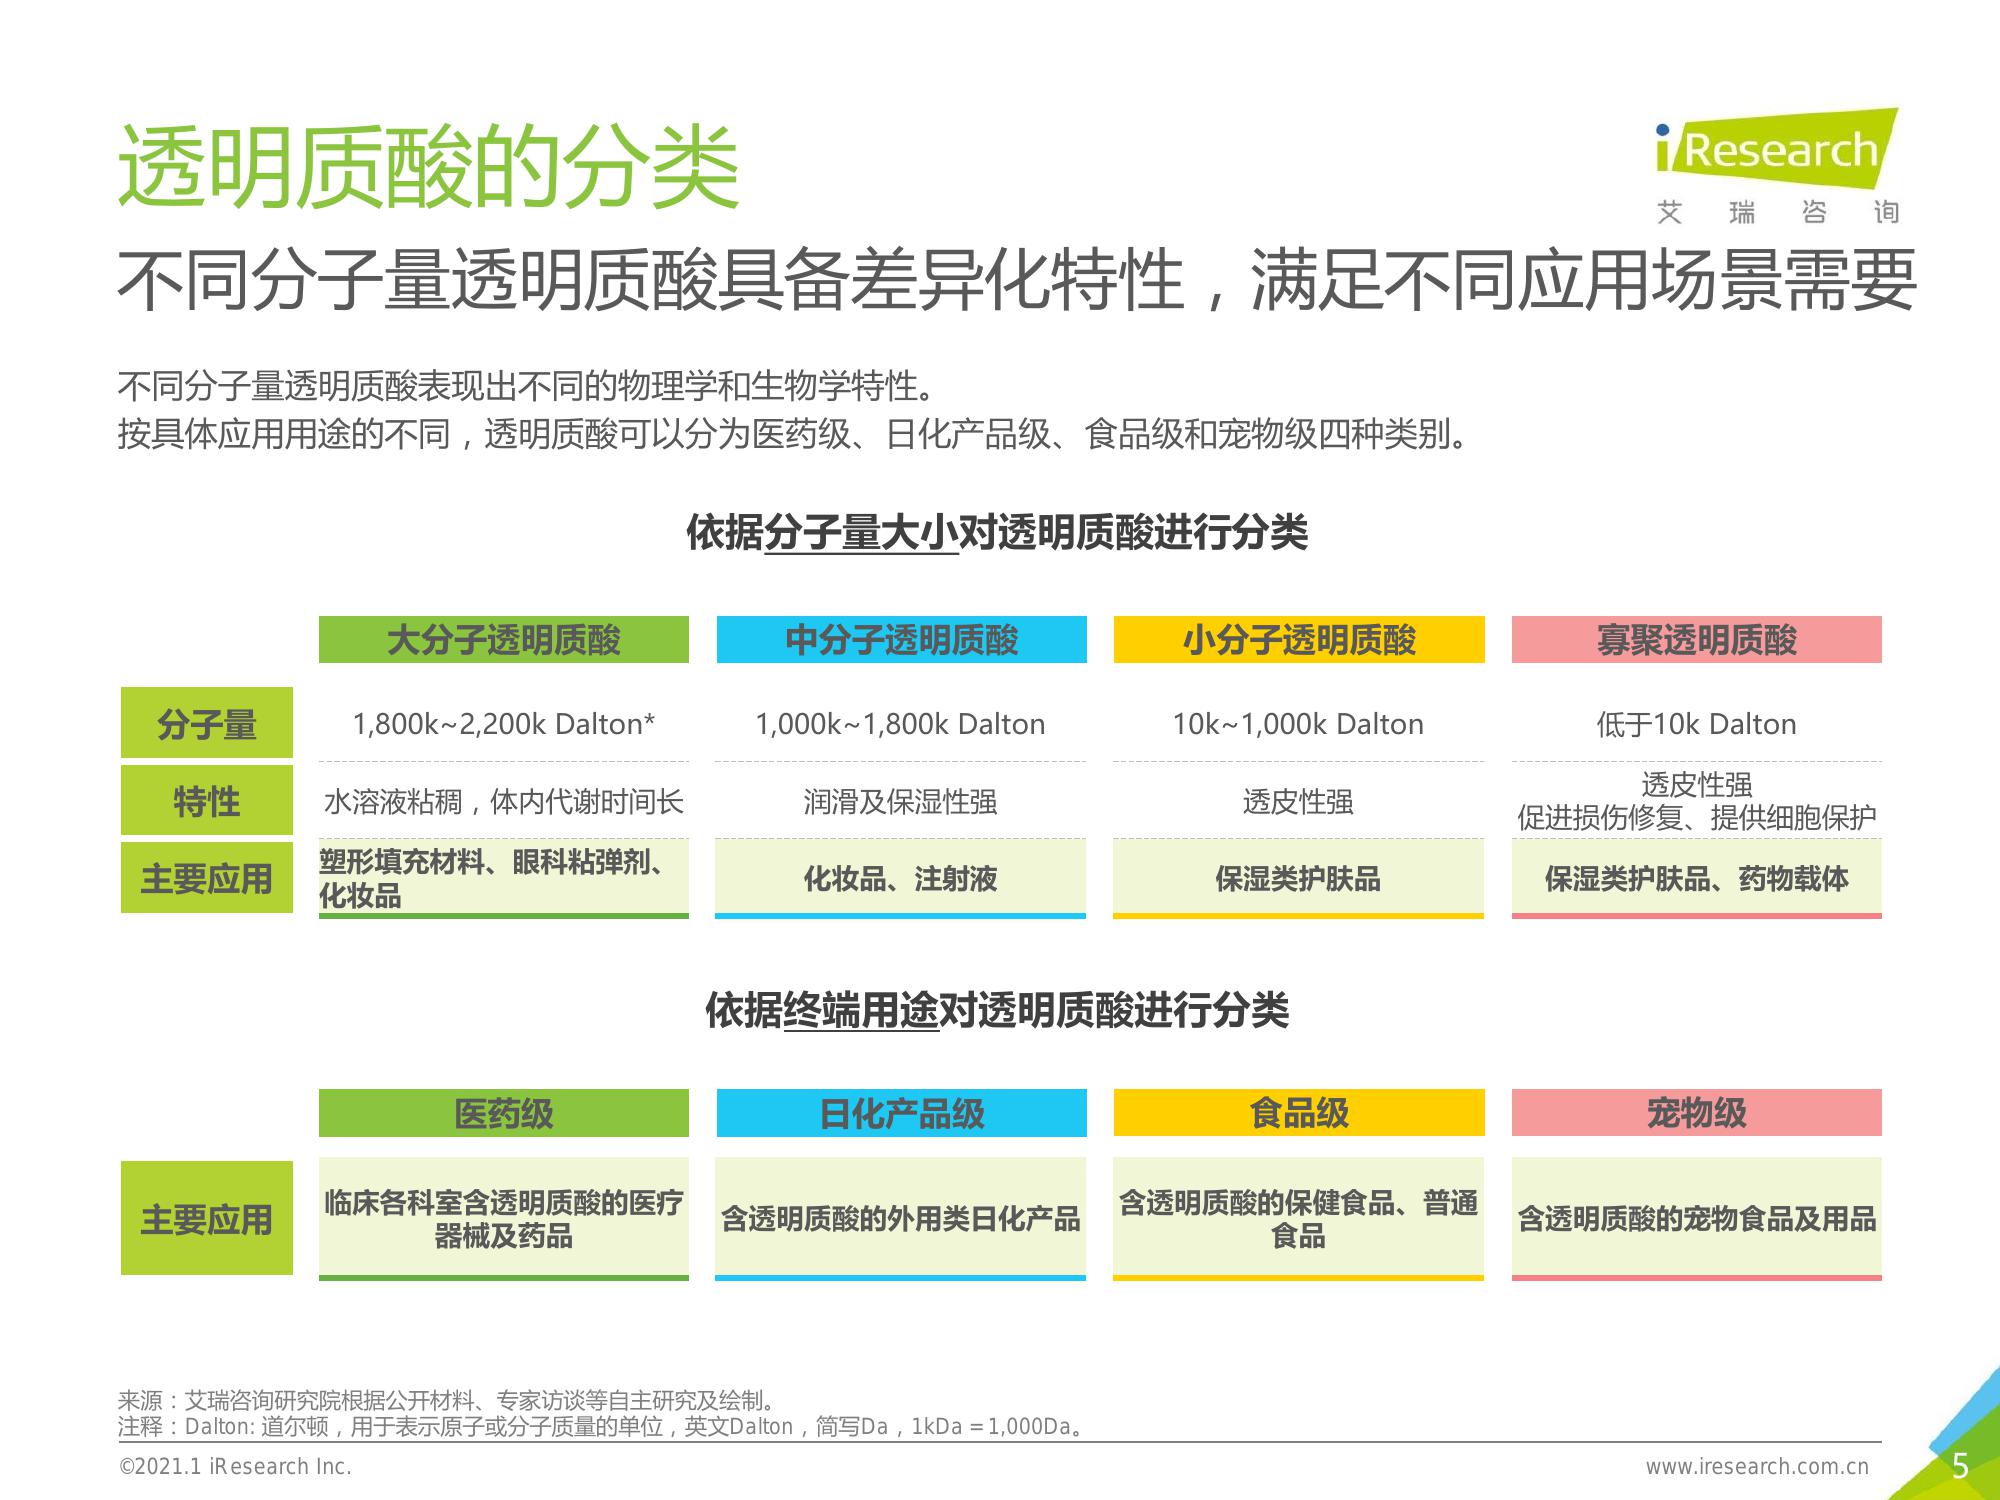 透明质酸的分类
iResearch
艾瑞咨询
不同分子量透明质酸具备差异化特性，满足不同应用场景需要
不同分子量透明质酸表现出不同的物理学和生物学特性。
按具体应用用途的不同，透明质酸可以分为医药级、日化产品级、食品级和宠物级四种类别。
依据分子量大小对透明质酸进行分类
大分子透明质酸 中分子透明质酸 小分子透明质酸 寡聚透明质酸
分子量 1,800k~2,200k Dalton* 1,000k~1,800k Dalton 10k~1,000k Dalton 低于10k Dalton
特性 水溶液粘稠，体内代谢时间长 润滑及保湿性强 透皮性强 透皮性强
促进损伤修复、提供细胞保护
主要应用 塑形填充材料、眼科粘弹剂、
化妆品 化妆品、注射液 保湿类护肤品 保湿类护肤品、药物载体
依据终端用途对透明质酸进行分类
医药级 日化产品级 食品级 宠物级
主要应用 临床各科室含透明质酸的医疗
器械及药品 含透明质酸的外用类日化产品 含透明质酸的保健食品、普通
食品 含透明质酸的宠物食品及用品
来源：艾瑞咨询研究院根据公开材料、专家访谈等自主研究及绘制。
注释：Dalton: 道尔顿，用于表示原子或分子质量的单位，英文Dalton，简写Da，1kDa＝1,000Da。
©2021.1 iResearch Inc. www.iresearch.com.cn 5